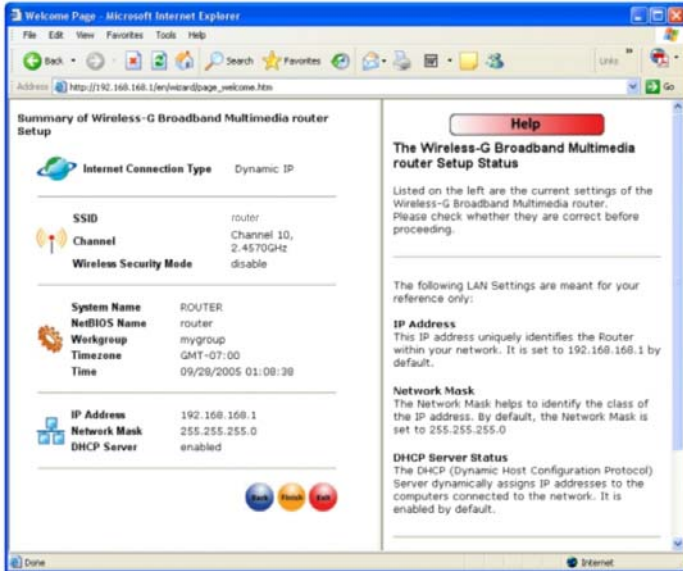 Welcome Page - Microsoft Internet Explorer
File Edit View Favorites Tools Help
Back Search Favorites Links
Address http://192.168.168.1/en/wizard/page_welcome.htm Go
Summary of Wireless-G Broadband Multimedia router
Setup
Internet Connection Type Dynamic IP
SSID router
Channel Channel 10,
2.4570GHz
Wireless Security Mode disable
System Name ROUTER
NetBIOS Name router
Workgroup mygroup
Timezone GMT-07:00
Time 09/28/2005 01:08:38
IP Address 192.168.168.1
Network Mask 255.255.255.0
DHCP Server enabled
Back Finish Exit
Help
The Wireless-G Broadband Multimedia
router Setup Status
Listed on the left are the current settings of the
Wireless-G Broadband Multimedia router.
Please check whether they are correct before
proceeding.
The following LAN Settings are meant for your
reference only:
IP Address
This IP address uniquely identifies the Router
within your network. It is set to 192.168.168.1 by
default.
Network Mask
The Network Mask helps to identify the class of
the IP address. By default, the Network Mask is
set to 255.255.255.0
DHCP Server Status
The DHCP (Dynamic Host Configuration Protocol)
Server dynamically assigns IP addresses to the
computers connected to the network. It is
enabled by default.
Done Internet